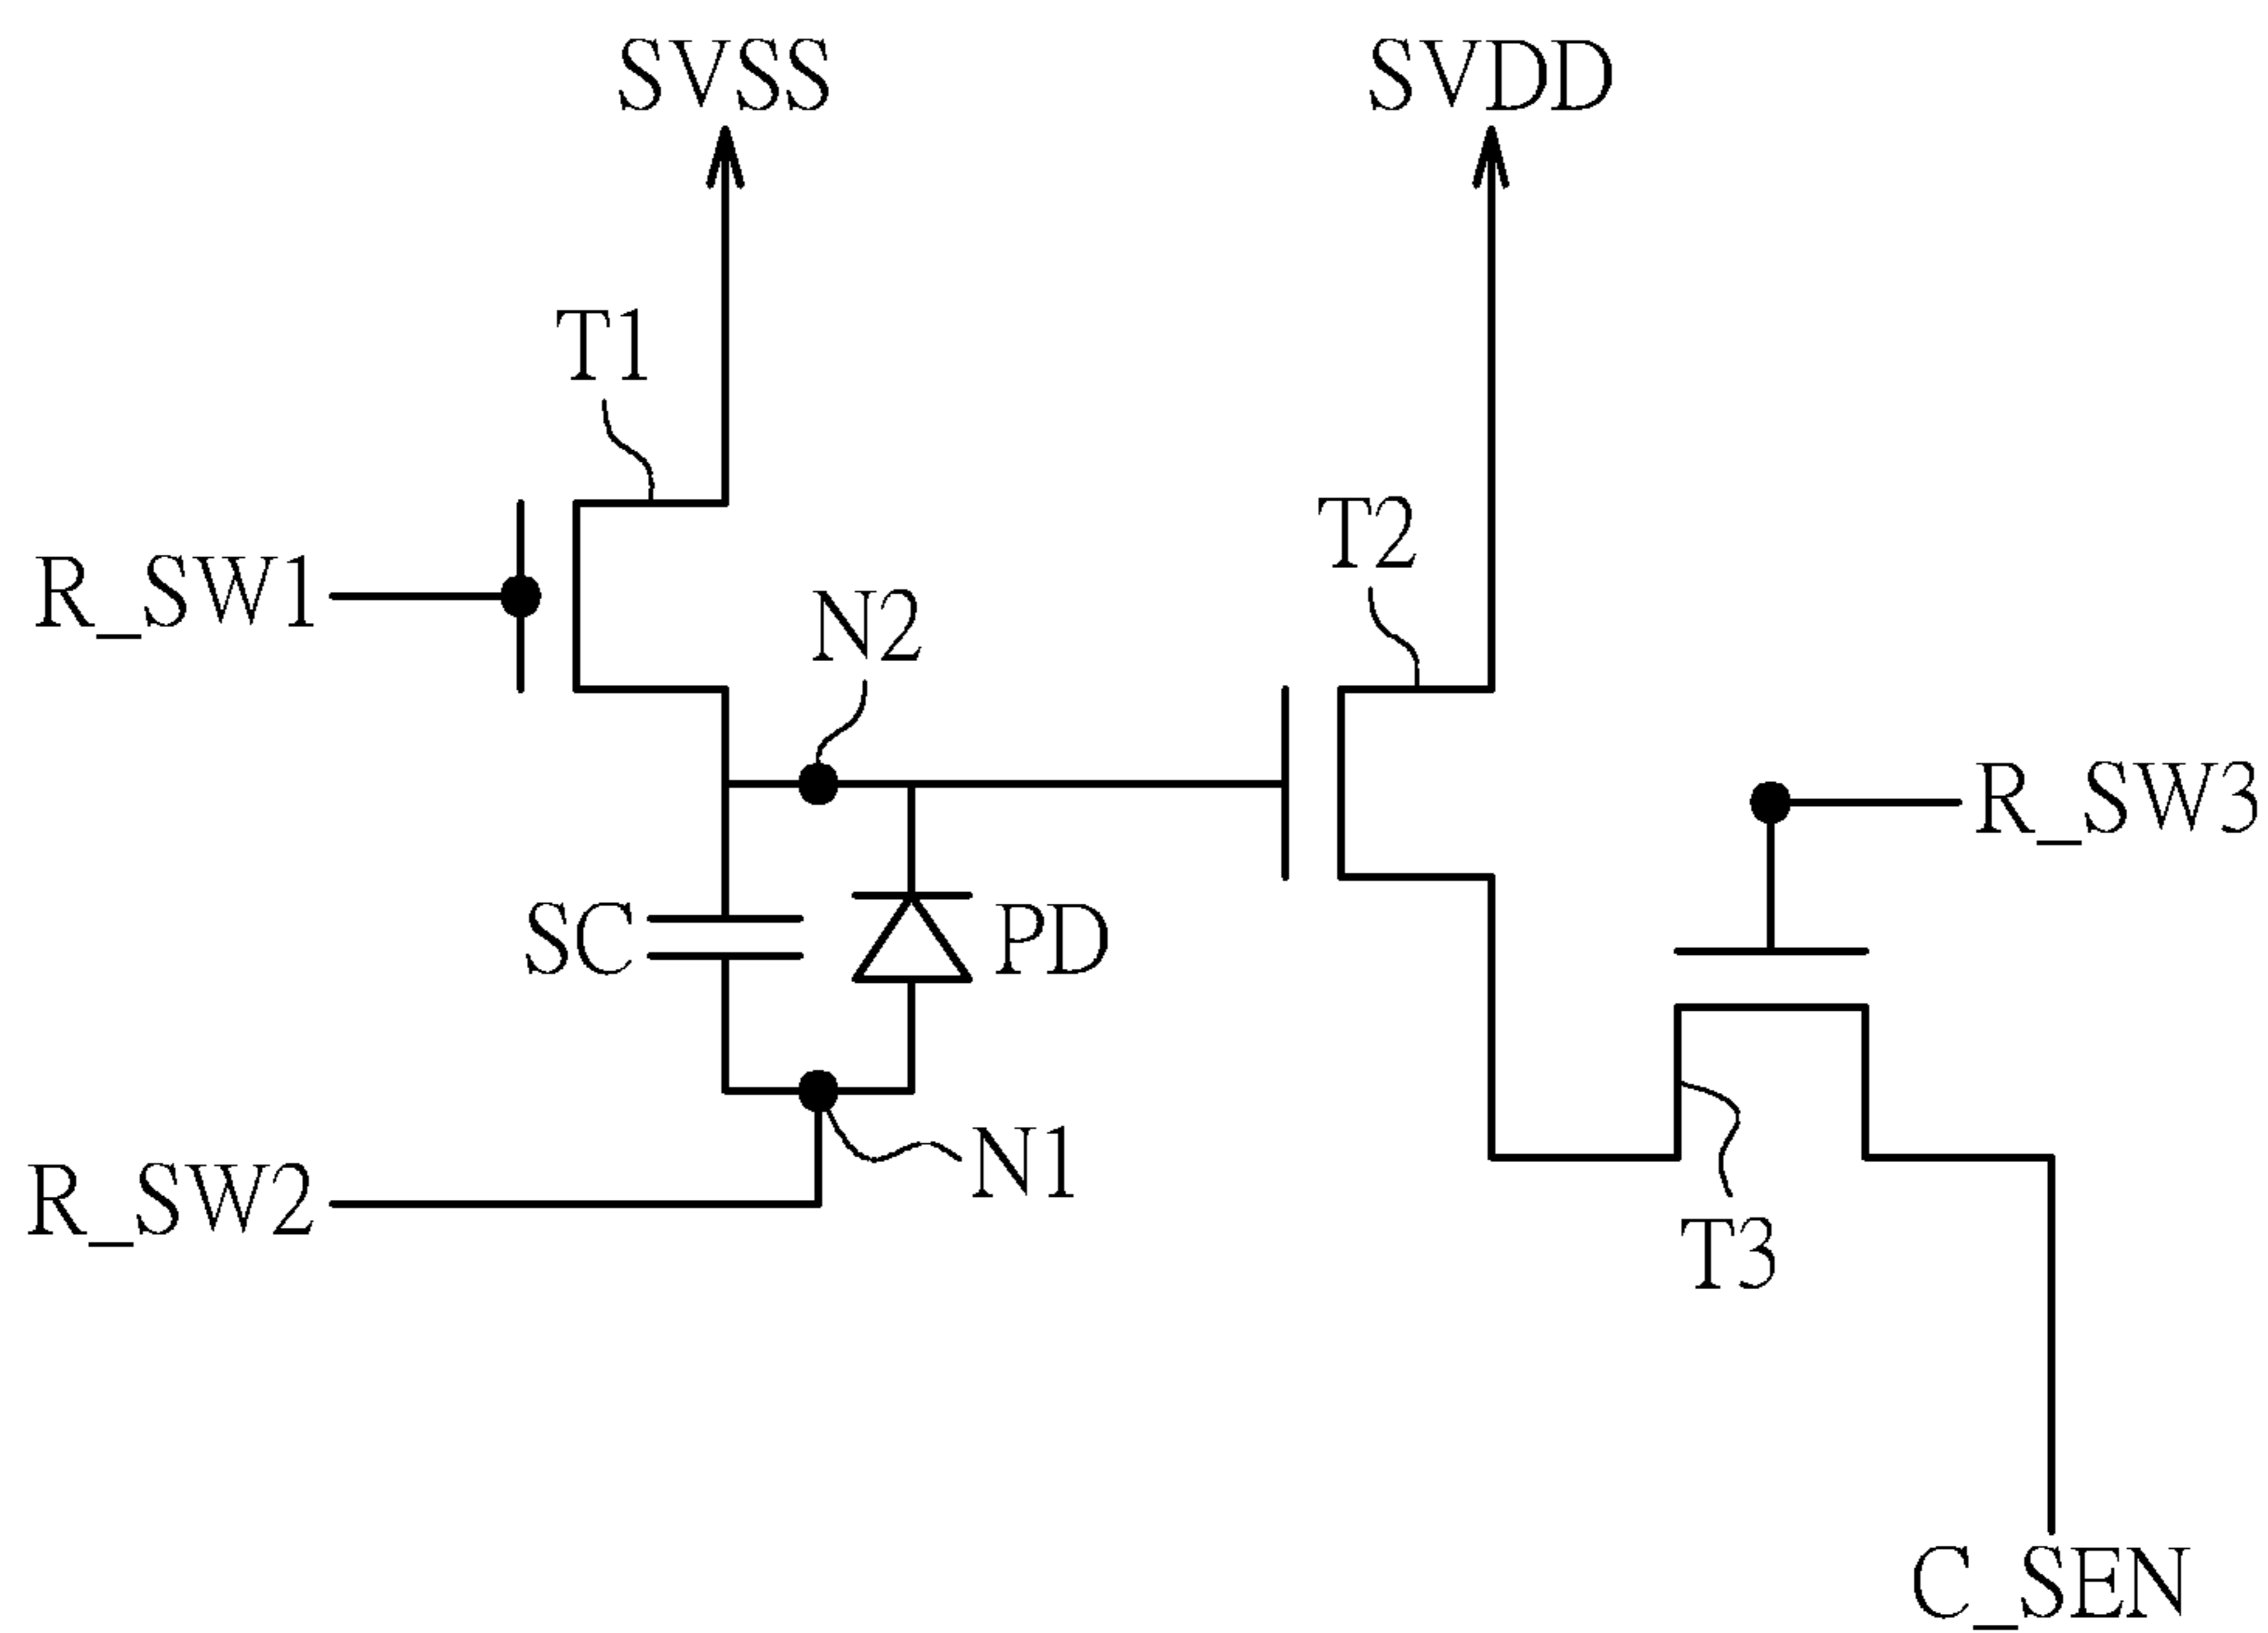 SVSS
SVDD
T1
T2
R_SW1
N2
R_SW3
SC
PD
N1
R_SW2
T3
C_SEN